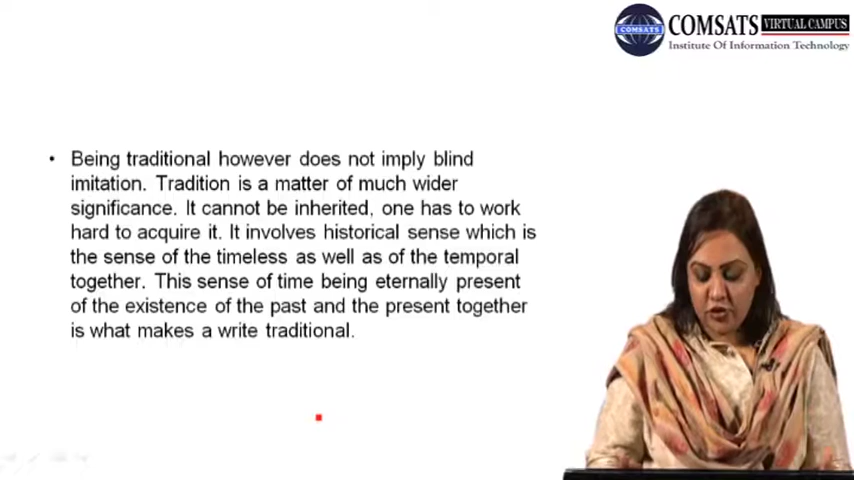 COMSATS
COMSATS VIRTUAL CAMPUS
Institute Of Information Technology
• Being traditional however does not imply blind
imitation. Tradition is a matter of much wider
significance. It cannot be inherited, one has to work
hard to acquire it. It involves historical sense which is
the sense of the timeless as well as of the temporal
together. This sense of time being eternally present
of the existence of the past and the present together
is what makes a write traditional.